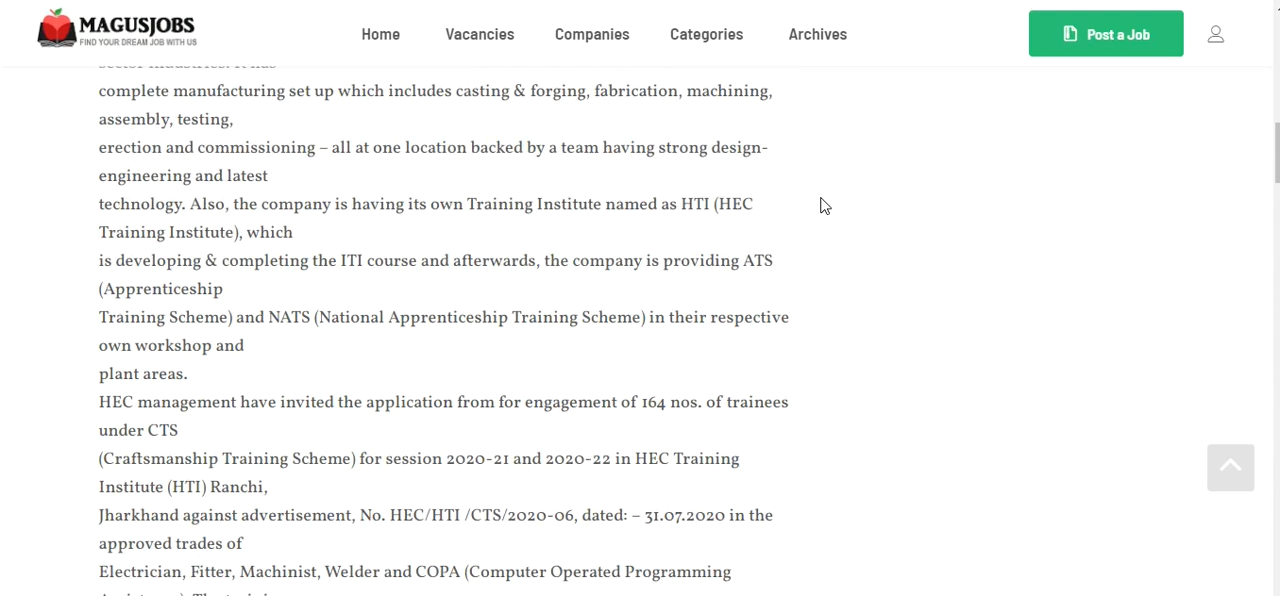 MAGUSJOBS
FIND YOUR DREAM JOB WITH US
Home
Vacancies
Companies
Categories
Archives
Post a Job
complete manufacturing set up which includes casting & forging, fabrication, machining,
assembly, testing,
erection and commissioning – all at one location backed by a team having strong design-
engineering and latest
technology. Also, the company is having its own Training Institute named as HTI (HEC
Training Institute), which
is developing & completing the ITI course and afterwards, the company is providing ATS
(Apprenticeship
Training Scheme) and NATS (National Apprenticeship Training Scheme) in their respective
own workshop and
plant areas.
HEC management have invited the application from for engagement of 164 nos. of trainees
under CTS
(Craftsmanship Training Scheme) for session 2020-21 and 2020-22 in HEC Training
Institute (HTI) Ranchi,
Jharkhand against advertisement, No. HEC/HTI /CTS/2020-06, dated: – 31.07.2020 in the
approved trades of
Electrician, Fitter, Machinist, Welder and COPA (Computer Operated Programming